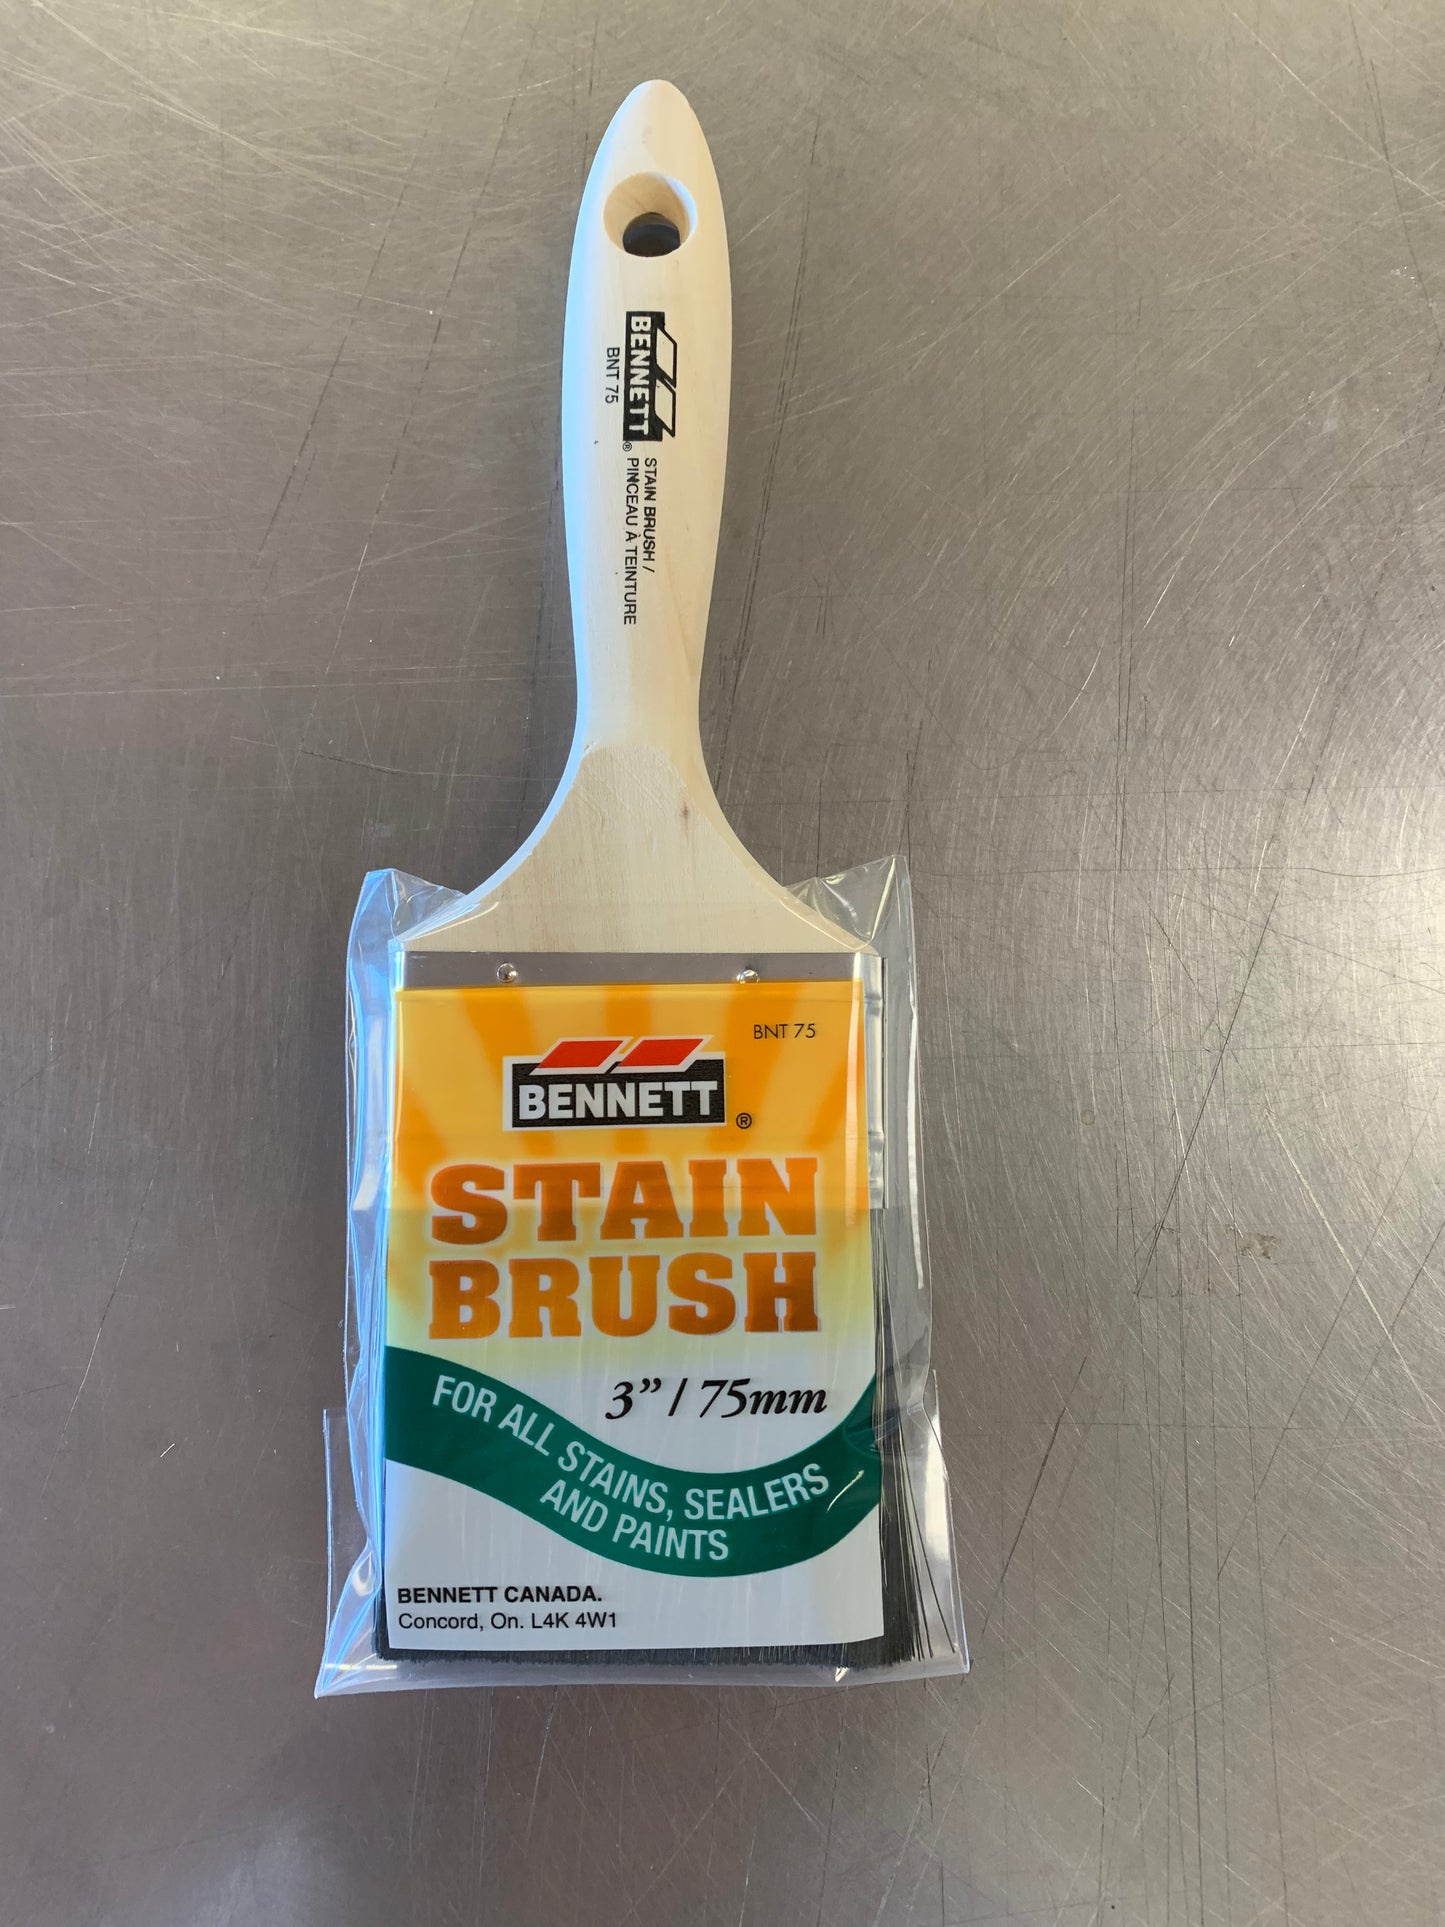 BENNETT®
BNT 75
STAIN BRUSH /
PINCEAU À TEINTURE
BNT 75
BENNETT®
STAIN
BRUSH
3” / 75mm
FOR ALL STAINS, SEALERS
AND PAINTS
BENNETT CANADA.
Concord, On. L4K 4W1